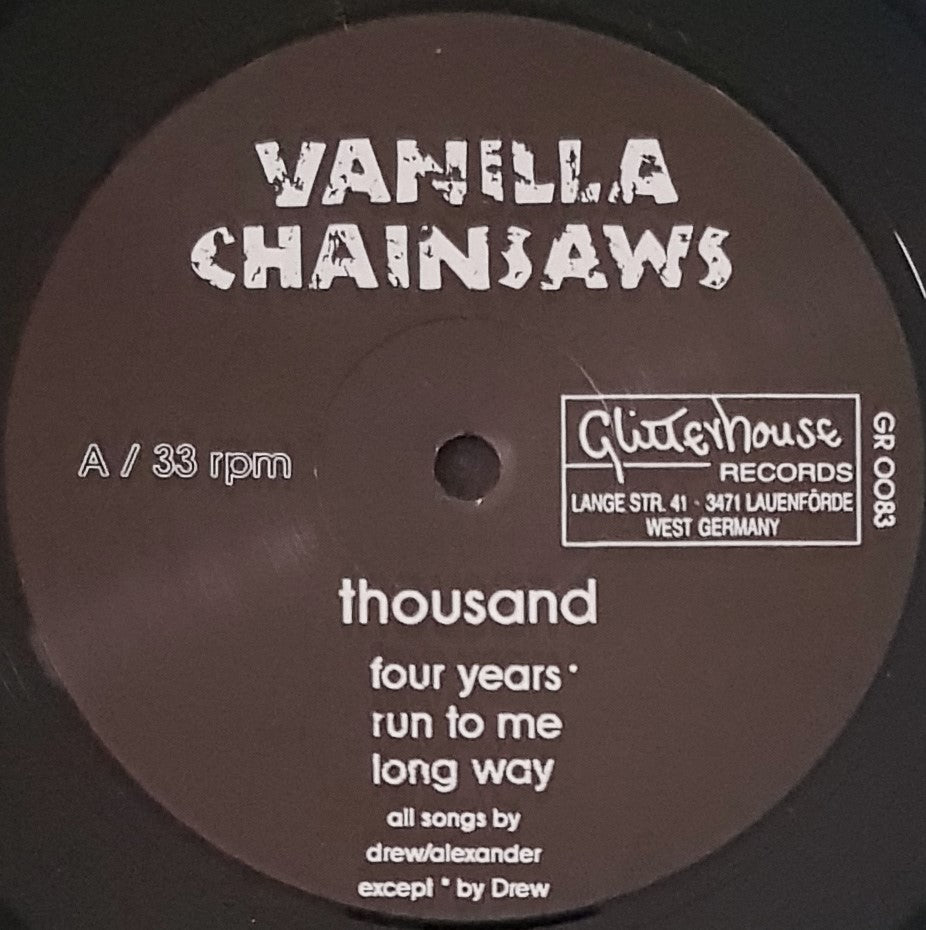 VANILLA
CHAINSAWS
A / 33 rpm
Glitterhouse
RECORDS
LANGE STR. 41 - 3471 LAUENFÖRDE
WEST GERMANY
GR 0083
thousand
four years *
run to me
long way
all songs by
drew/alexander
except * by Drew